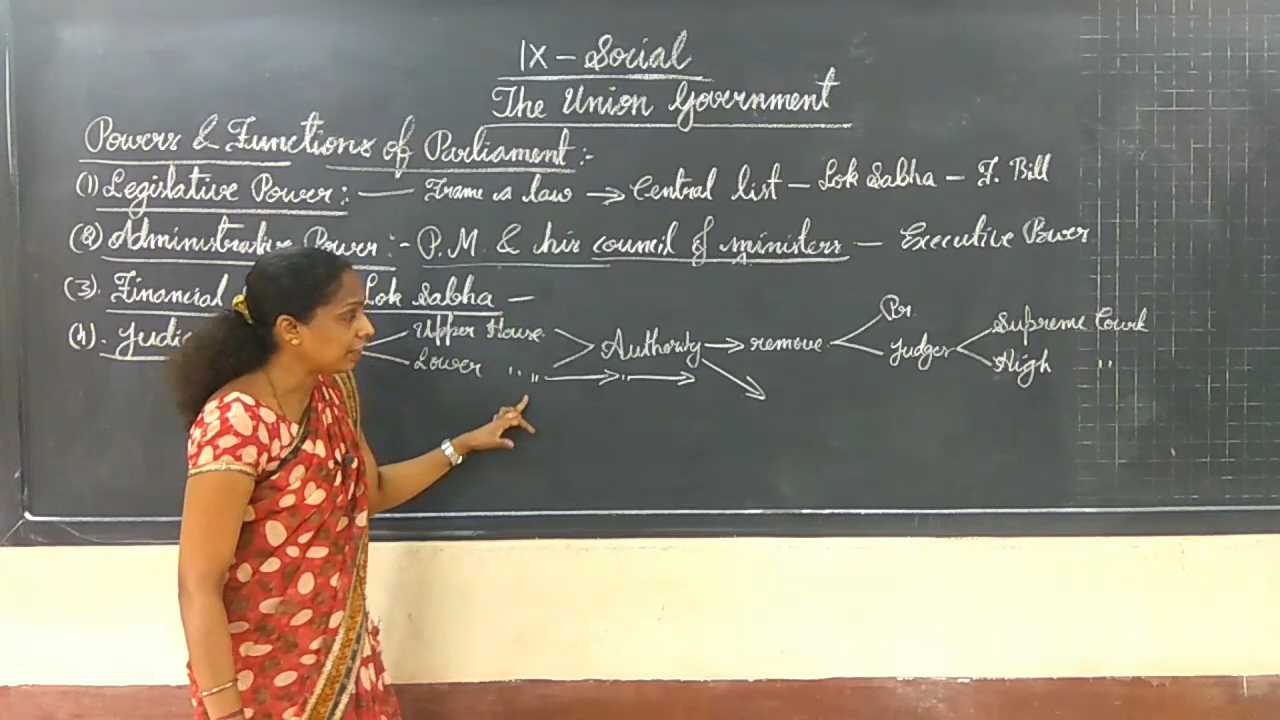 IX - Social
The Union Government
Powers & Functions of Parliament :-
(1) Legislative Power :- Frame a law → Central list - Lok Sabha - F. Bill
(2) Administrative Power :- P.M. & his council of ministers - Executive Power
(3). Financial Lok Sabha -
(4). Judic
Upper House.
Lower " "
Authority → remove
Pr.
Judges
Supreme Court
High "